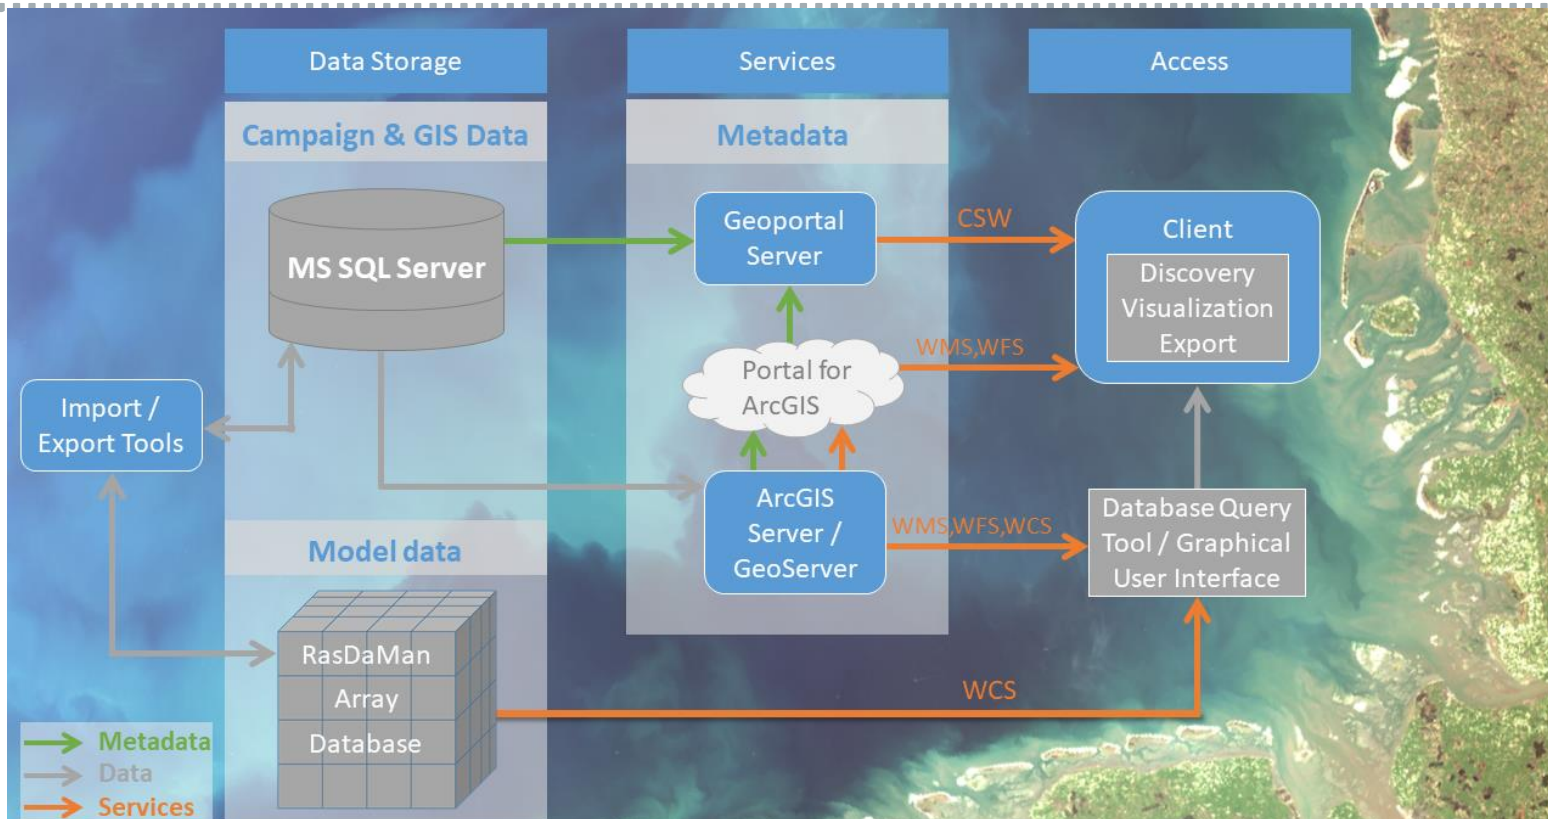 Data Storage
Services
Access
Campaign & GIS Data
Metadata
MS SQL Server
Geoportal
Server
CSW
Client
Discovery
Visualization
Export
WMS,WFS
Portal for
ArcGIS
Import /
Export Tools
ArcGIS
Server /
GeoServer
WMS,WFS,WCS
Database Query
Tool / Graphical
User Interface
Model data
RasDaMan
Array
Database
WCS
Metadata
Data
Services